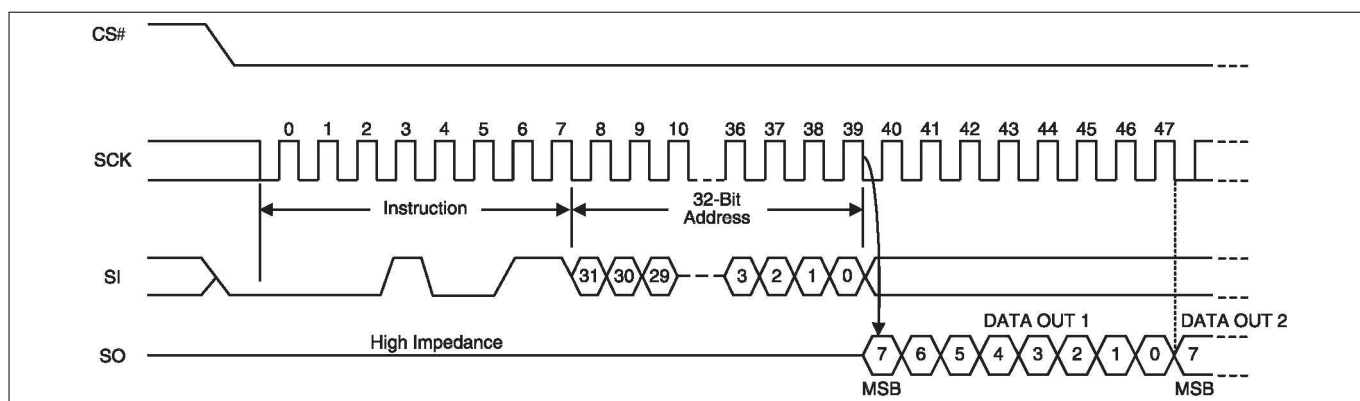 CS#
0 1 2 3 4 5 6 7 8 9 10 36 37 38 39 40 41 42 43 44 45 46 47
SCK
Instruction
32-Bit
Address
SI
31 30 29 3 2 1 0
DATA OUT 1
DATA OUT 2
High Impedance
SO
7 6 5 4 3 2 1 0 7
MSB
MSB